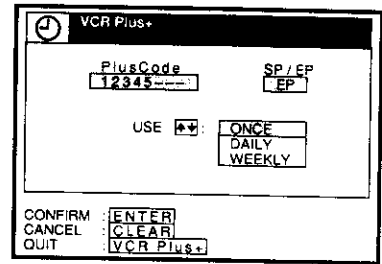 VCR Plus+
PlusCode SP/EP
12345--- EP
USE ▲▼: ONCE
DAILY
WEEKLY
CONFIRM : ENTER
CANCEL : CLEAR
QUIT : VCR Plus+